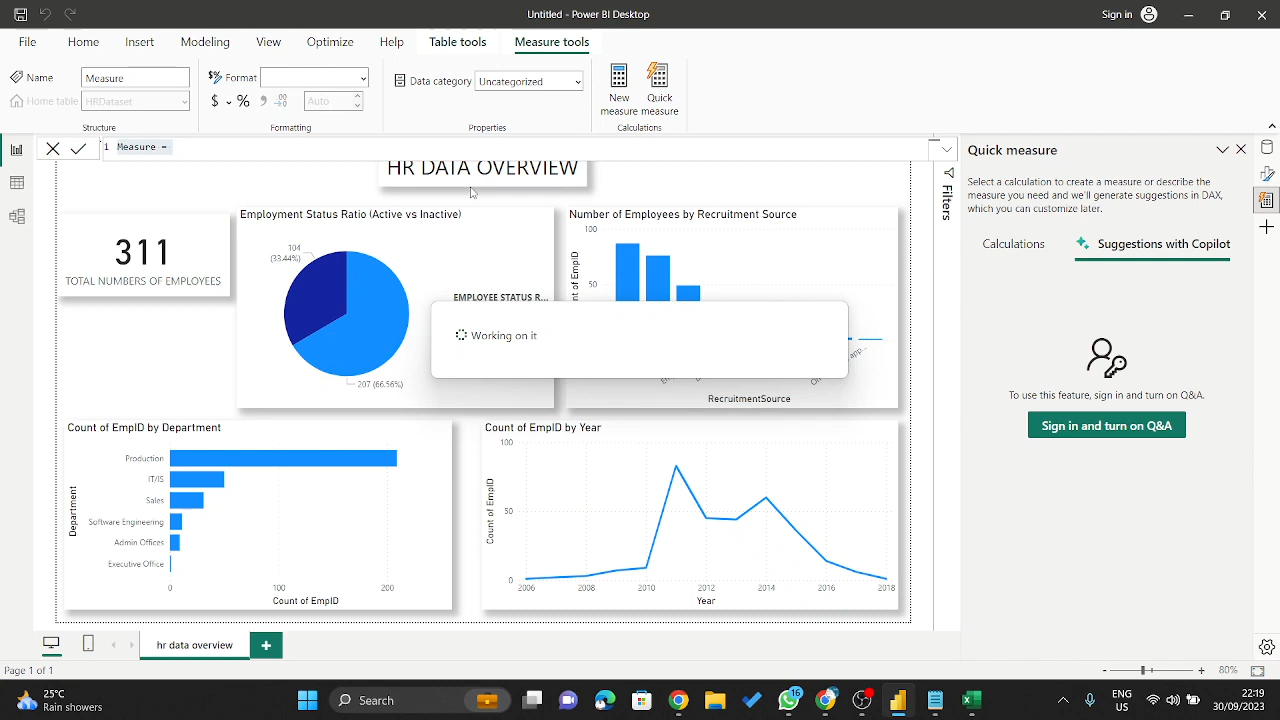 Untitled - Power BI Desktop
Sign in
File Home Insert Modeling View Optimize Help Table tools Measure tools
Name Measure
Home table HRDataset
Structure
Format
$ % Auto
Formatting
Data category Uncategorized
Properties
New measure
Quick measure
Calculations
1 Measure =
HR DATA OVERVIEW
311
TOTAL NUMBERS OF EMPLOYEES
Employment Status Ratio (Active vs Inactive)
104
(33.44%)
EMPLOYEE STATUS R...
207 (66.56%)
Number of Employees by Recruitment Source
100
50
app...
RecruitmentSource
Working on it
Count of EmpID by Department
Department
Production
IT/IS
Sales
Software Engineering
Admin Offices
Executive Office
0 100 200
Count of EmpID
Count of EmpID by Year
Count of EmpID
100
50
0
2006 2008 2010 2012 2014 2016 2018
Year
Filters
Quick measure
Select a calculation to create a measure or describe the
measure you need and we'll generate suggestions in DAX,
which you can customize later.
Calculations Suggestions with Copilot
To use this feature, sign in and turn on Q&A.
Sign in and turn on Q&A
hr data overview
Page 1 of 1
- + 80%
25°C
Rain showers
Search
16
ENG
US
22:19
30/09/2023